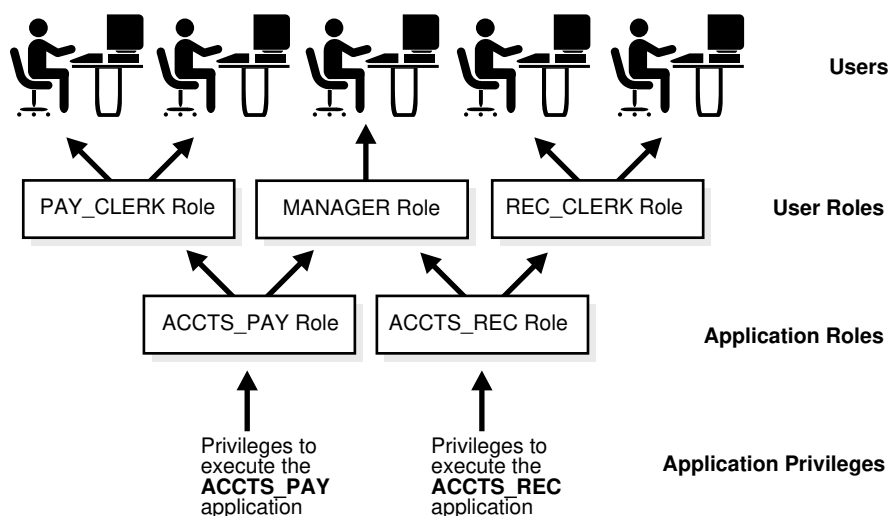 Users
PAY_CLERK Role
MANAGER Role
REC_CLERK Role
User Roles
ACCTS_PAY Role
ACCTS_REC Role
Application Roles
Privileges to
execute the
ACCTS_PAY
application
Privileges to
execute the
ACCTS_REC
application
Application Privileges